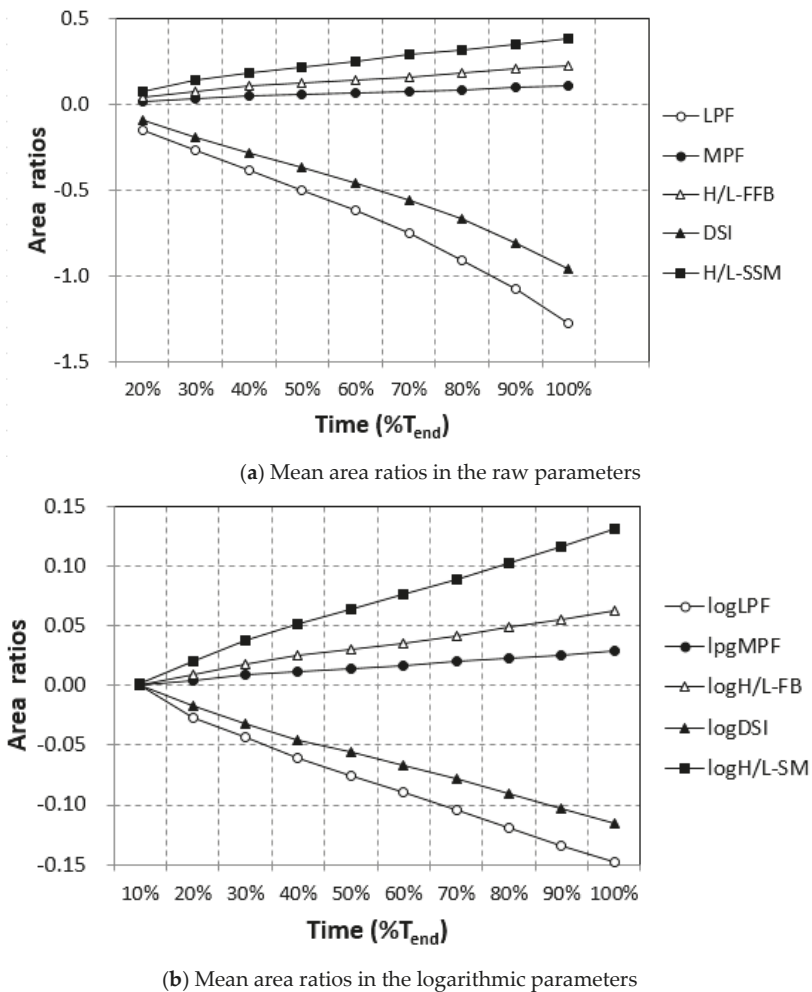 0.5
0.0
-0.5
-1.0
-1.5
Area ratios
20% 30% 40% 50% 60% 70% 80% 90% 100%
Time (%Tend)
LPF
MPF
H/L-FFB
DSI
H/L-SSM
(a) Mean area ratios in the raw parameters
0.15
0.10
0.05
0.00
-0.05
-0.10
-0.15
Area ratios
10% 20% 30% 40% 50% 60% 70% 80% 90% 100%
Time (%Tend)
logLPF
lpgMPF
logH/L-FB
logDSI
logH/L-SM
(b) Mean area ratios in the logarithmic parameters